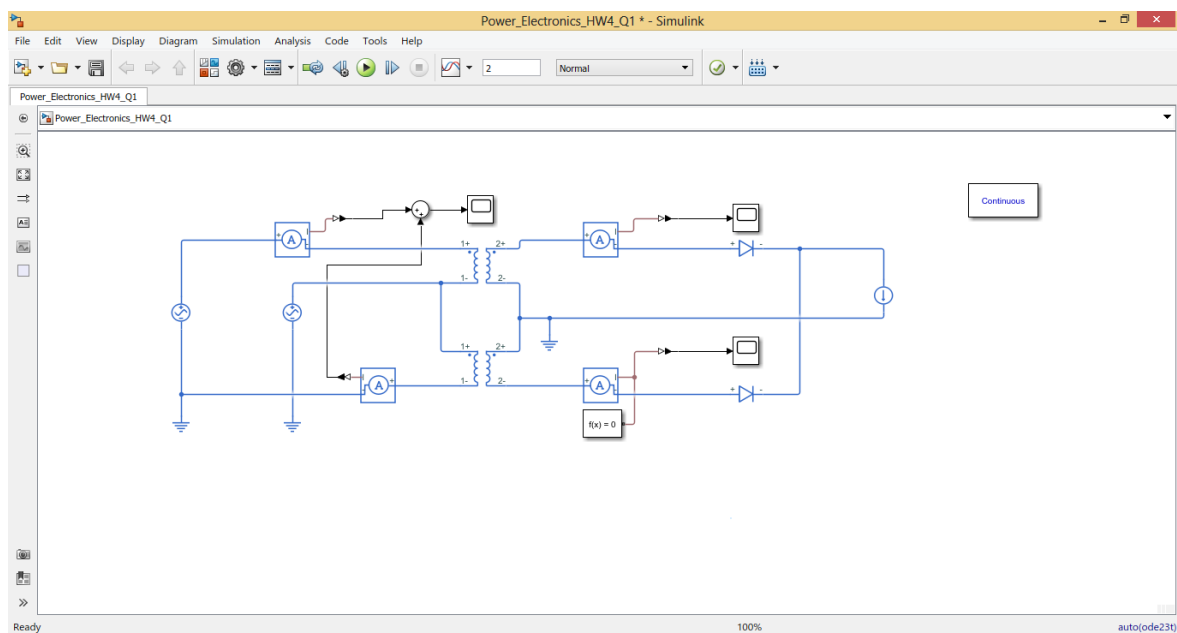 Power_Electronics_HW4_Q1 * - Simulink
File Edit View Display Diagram Simulation Analysis Code Tools Help
2 Normal
Power_Electronics_HW4_Q1
Power_Electronics_HW4_Q1
Continuous
+ A I -
1+ 2+
1- 2-
+ A I -
+ -
1+ 2+
1- 2-
I A + -
+ A I -
+ -
f(x) = 0
Ready 100% auto(ode23t)